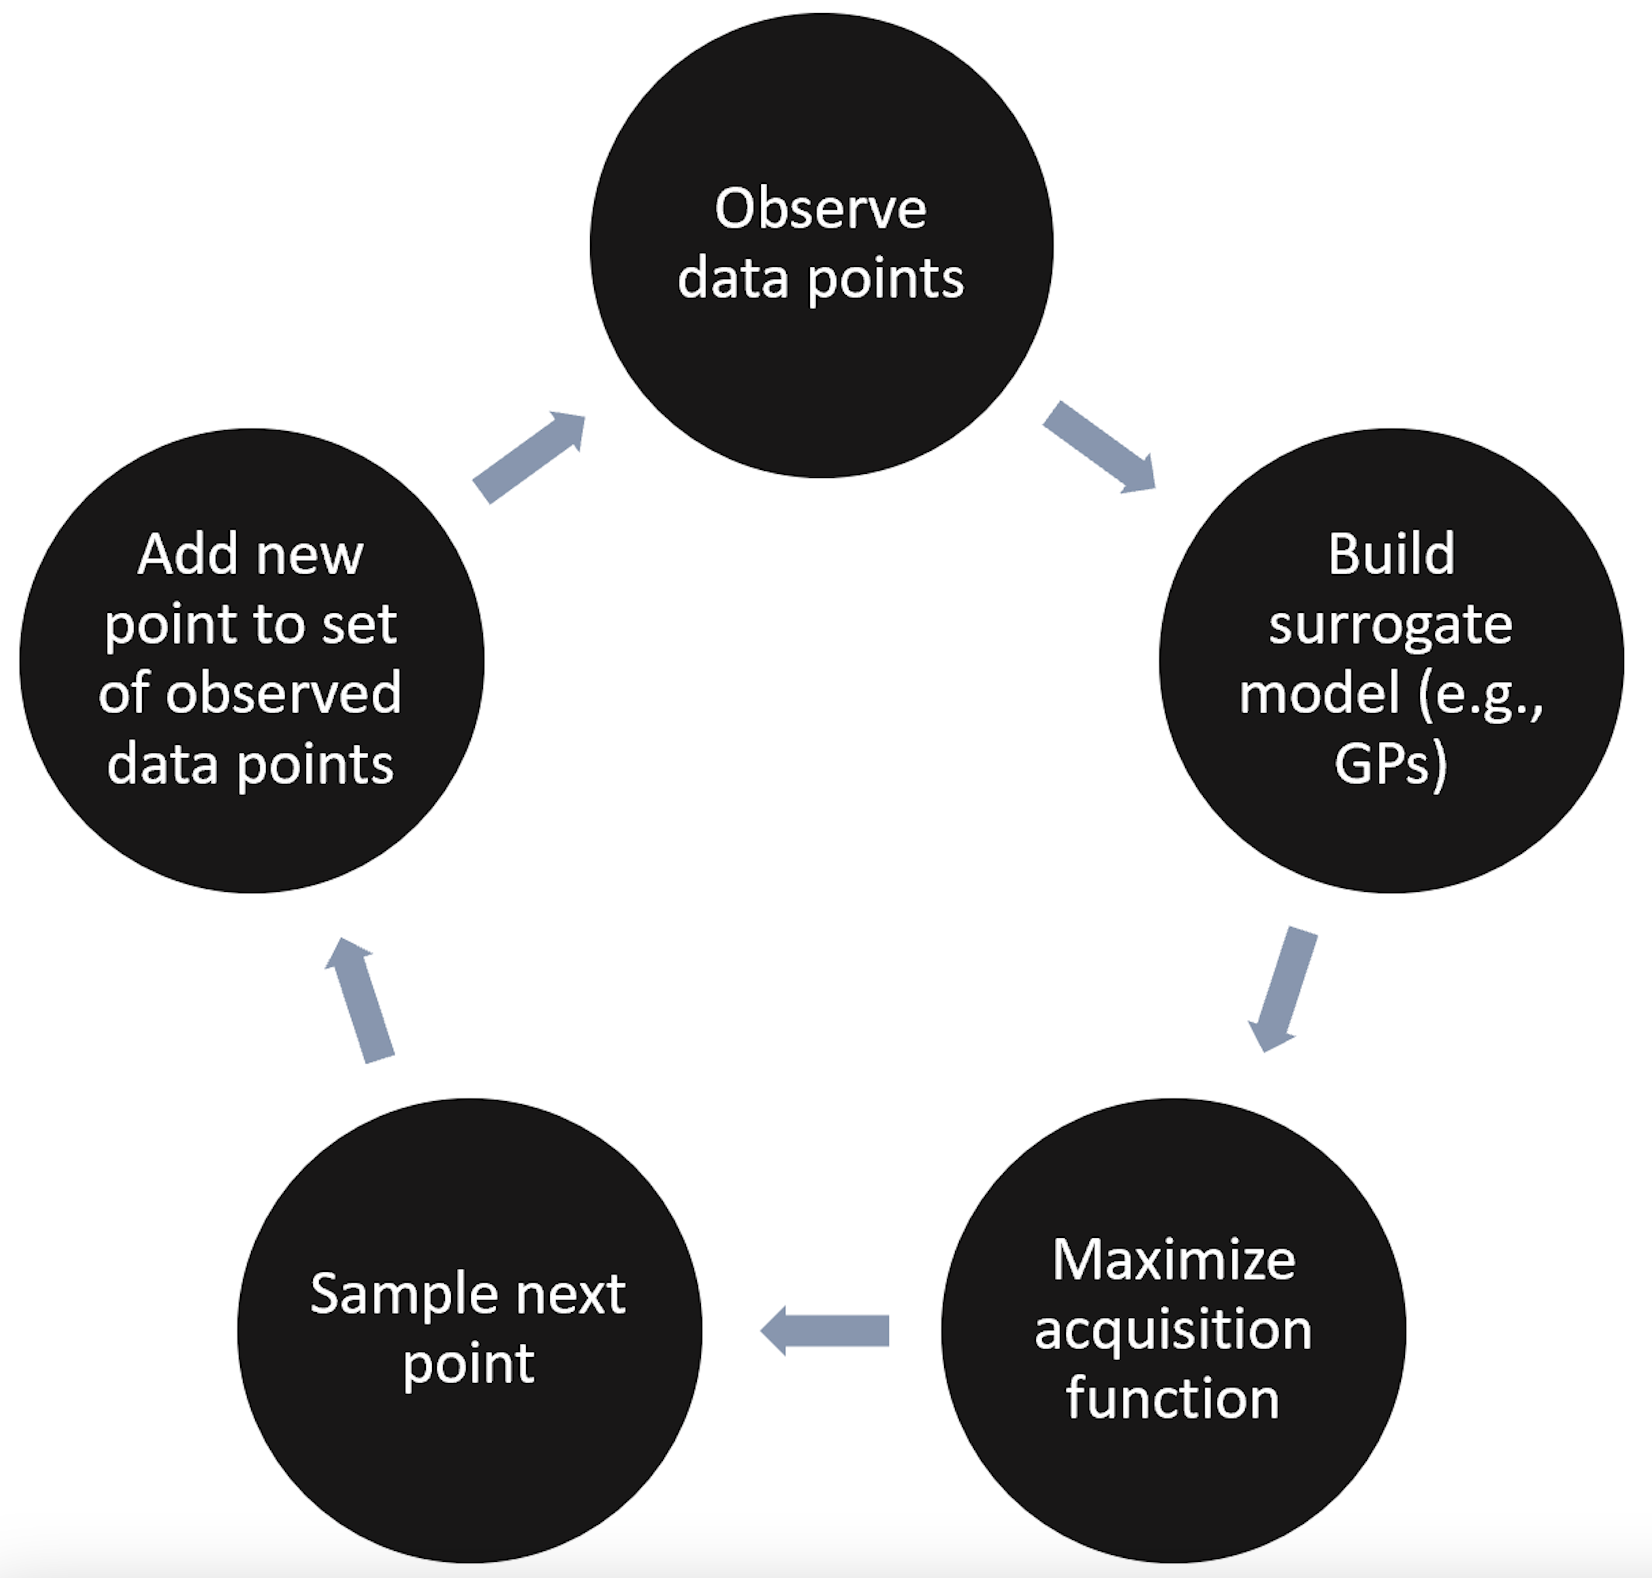 Observe
data points
Build
surrogate
model (e.g.,
GPs)
Maximize
acquisition
function
Sample next
point
Add new
point to set
of observed
data points